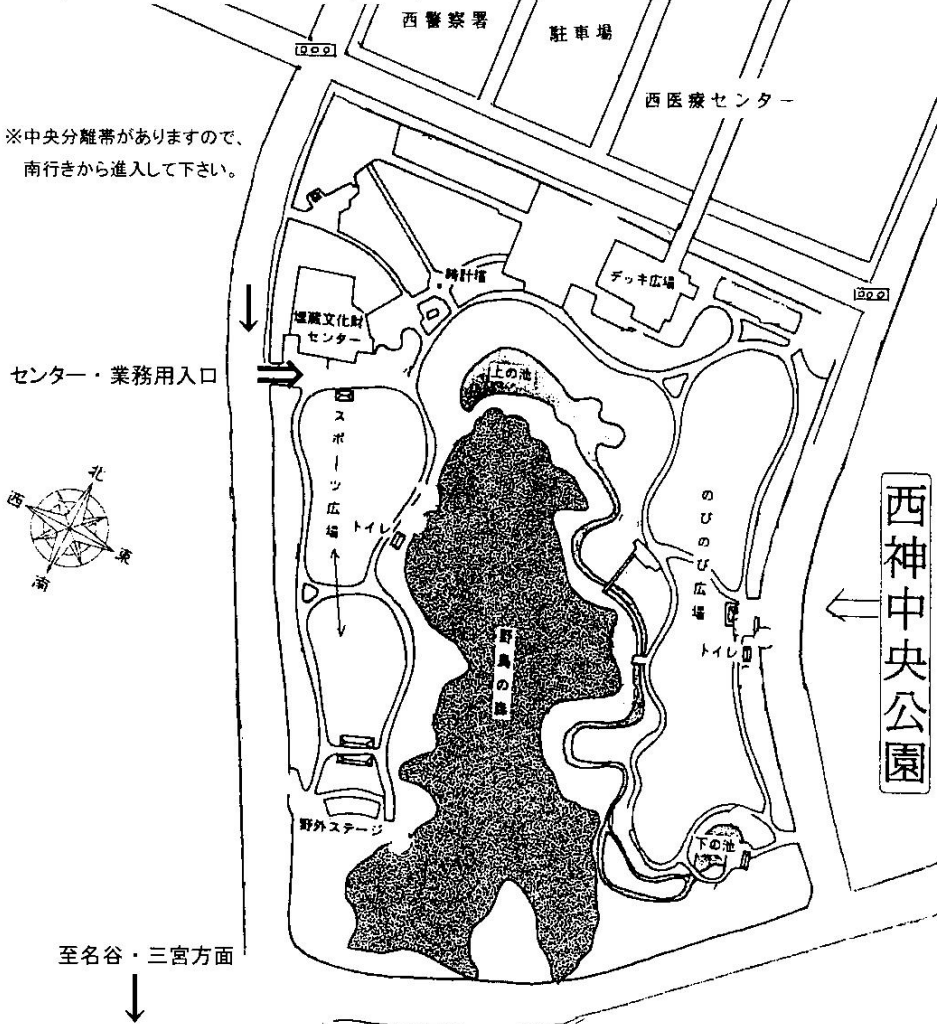 西警察署
駐車場
西医療センター
※中央分離帯がありますので、
南行きから進入して下さい。
時計塔
デッキ広場
埋蔵文化財
センター
センター・業務用入口
上の池
スポーツ広場
トイレ
北
西
東
南
のびのび広場
西神中央公園
野鳥の森
トイレ
野外ステージ
下の池
至名谷・三宮方面